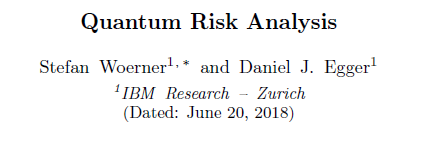 Quantum Risk Analysis
Stefan Woerner¹,* and Daniel J. Egger¹
¹IBM Research – Zurich
(Dated: June 20, 2018)